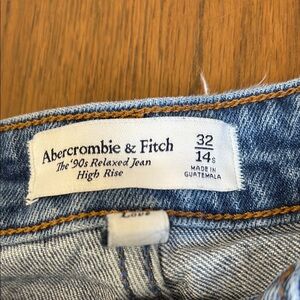 Abercrombie & Fitch
The '90s Relaxed Jean
High Rise
32
14s
MADE IN
GUATEMALA